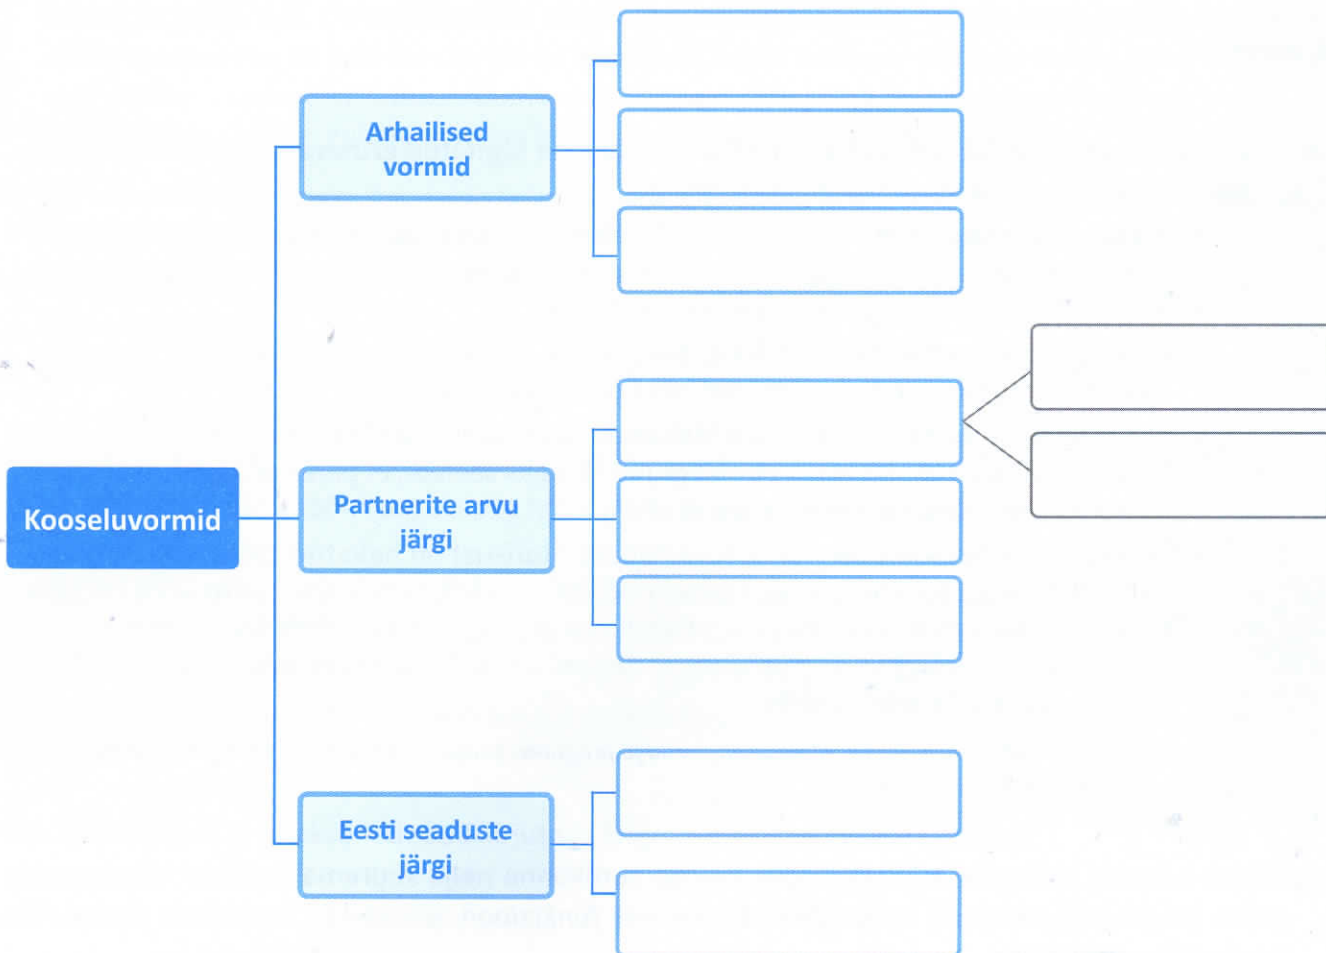 Arhailised
vormid
Kooseluvormid
Partnerite arvu
järgi
Eesti seaduste
järgi